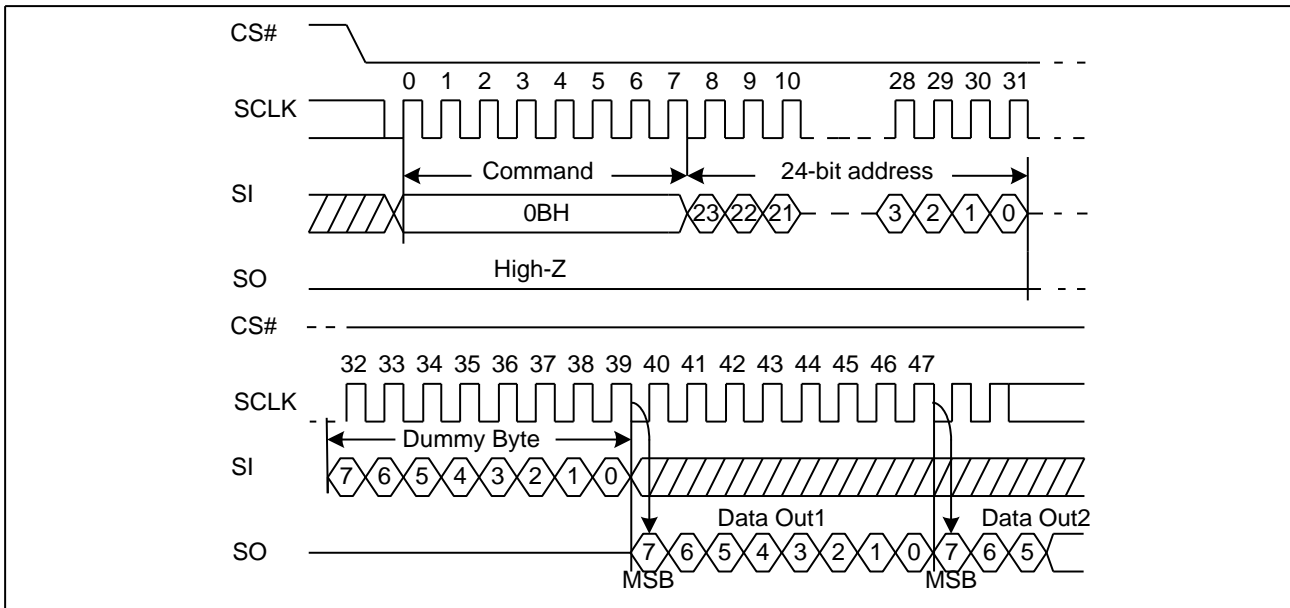 CS#
0 1 2 3 4 5 6 7 8 9 10 28 29 30 31
SCLK
Command 24-bit address
SI
0BH 23 22 21 3 2 1 0
High-Z
SO
CS#
32 33 34 35 36 37 38 39 40 41 42 43 44 45 46 47
SCLK
Dummy Byte
SI
7 6 5 4 3 2 1 0
Data Out1 Data Out2
SO
7 6 5 4 3 2 1 0 7 6 5
MSB MSB